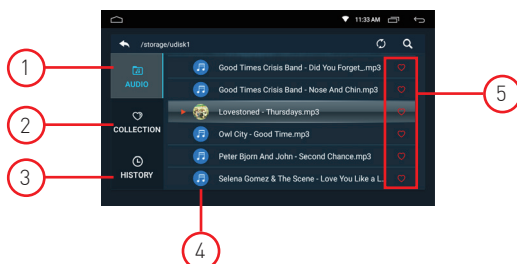 11:33 AM
/storage/udisk1
1
AUDIO
Good Times Crisis Band - Did You Forget_.mp3
Good Times Crisis Band - Nose And Chin.mp3
5
2
COLLECTION
Lovestoned - Thursdays.mp3
Owl City - Good Time.mp3
3
HISTORY
Peter Bjorn And John - Second Chance.mp3
Selena Gomez & The Scene - Love You Like a L..
4